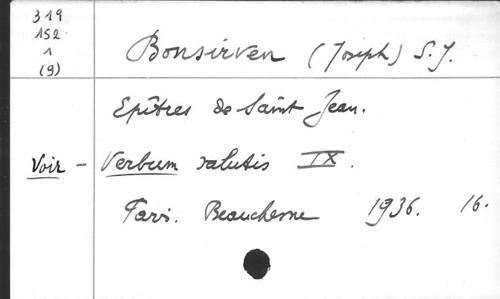 319
152
1
(9)
Bonsirven (Joseph) S.J.
Epîtres de Saint Jean.
Voir - Verbum salutis IX.
Paris. Beauchesne 1936. 16.